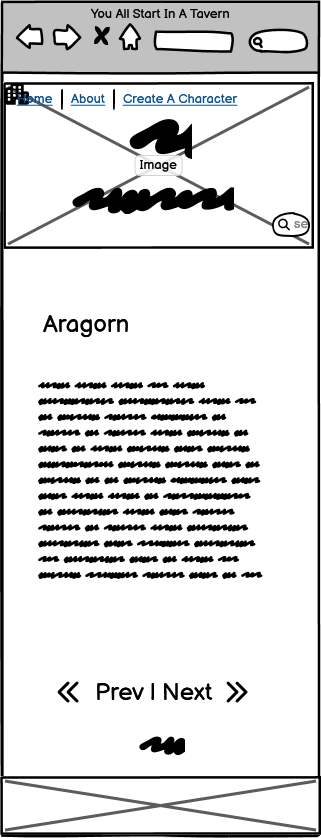 You All Start In A Tavern
Home | About | Create A Character
Image
se
Aragorn
Prev | Next